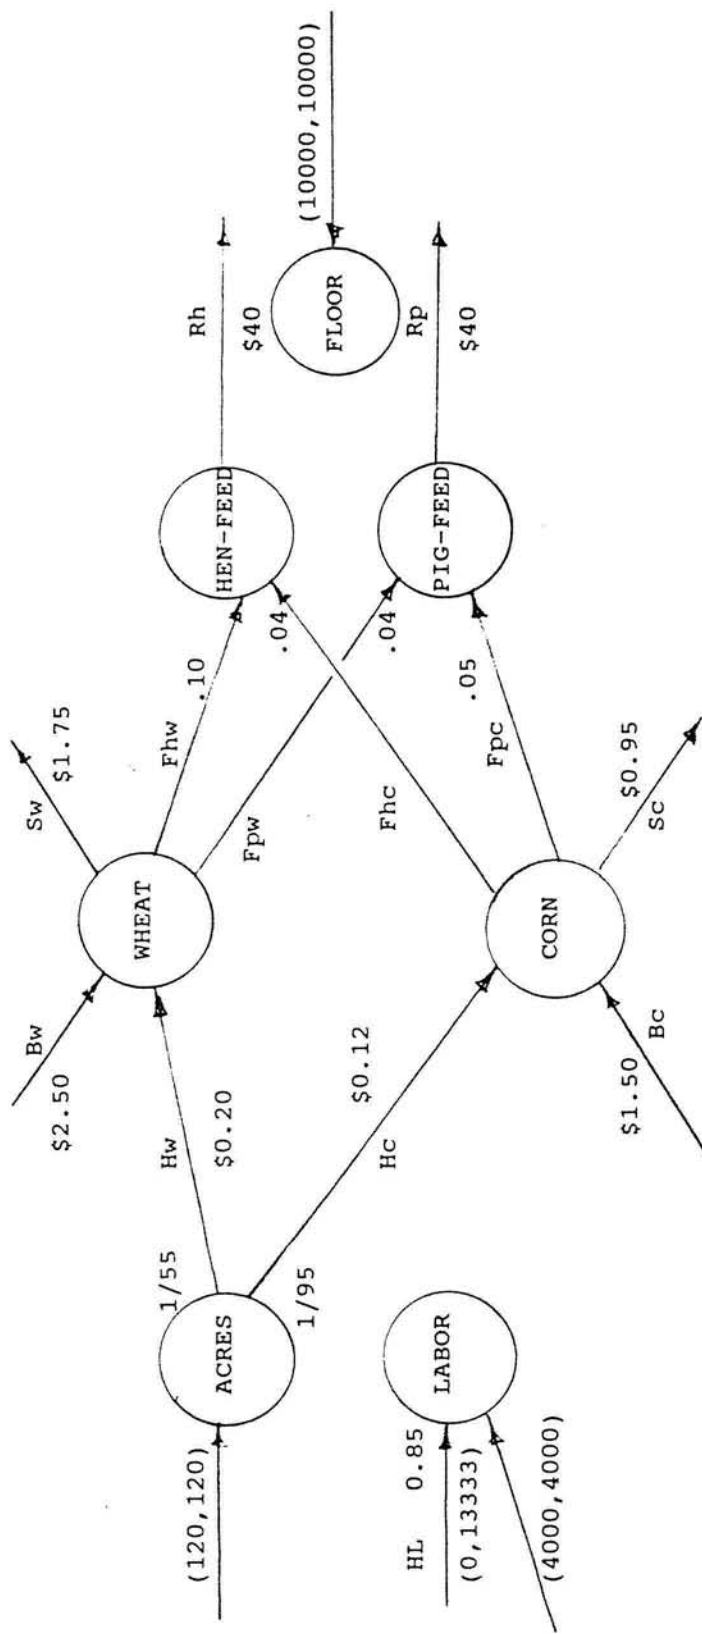 (120,120)
ACRES
1/55
1/95
HL 0.85
(0,13333)
(4000,4000)
LABOR
Hw
$0.20
Hc
$0.12
Bw
$2.50
WHEAT
Sw
$1.75
Bc
$1.50
CORN
Sc
$0.95
Fhw
.10
Fpw
.04
Fhc
.04
Fpc
.05
HEN-FEED
PIG-FEED
Rh
$40
FLOOR
(10000,10000)
Rp
$40